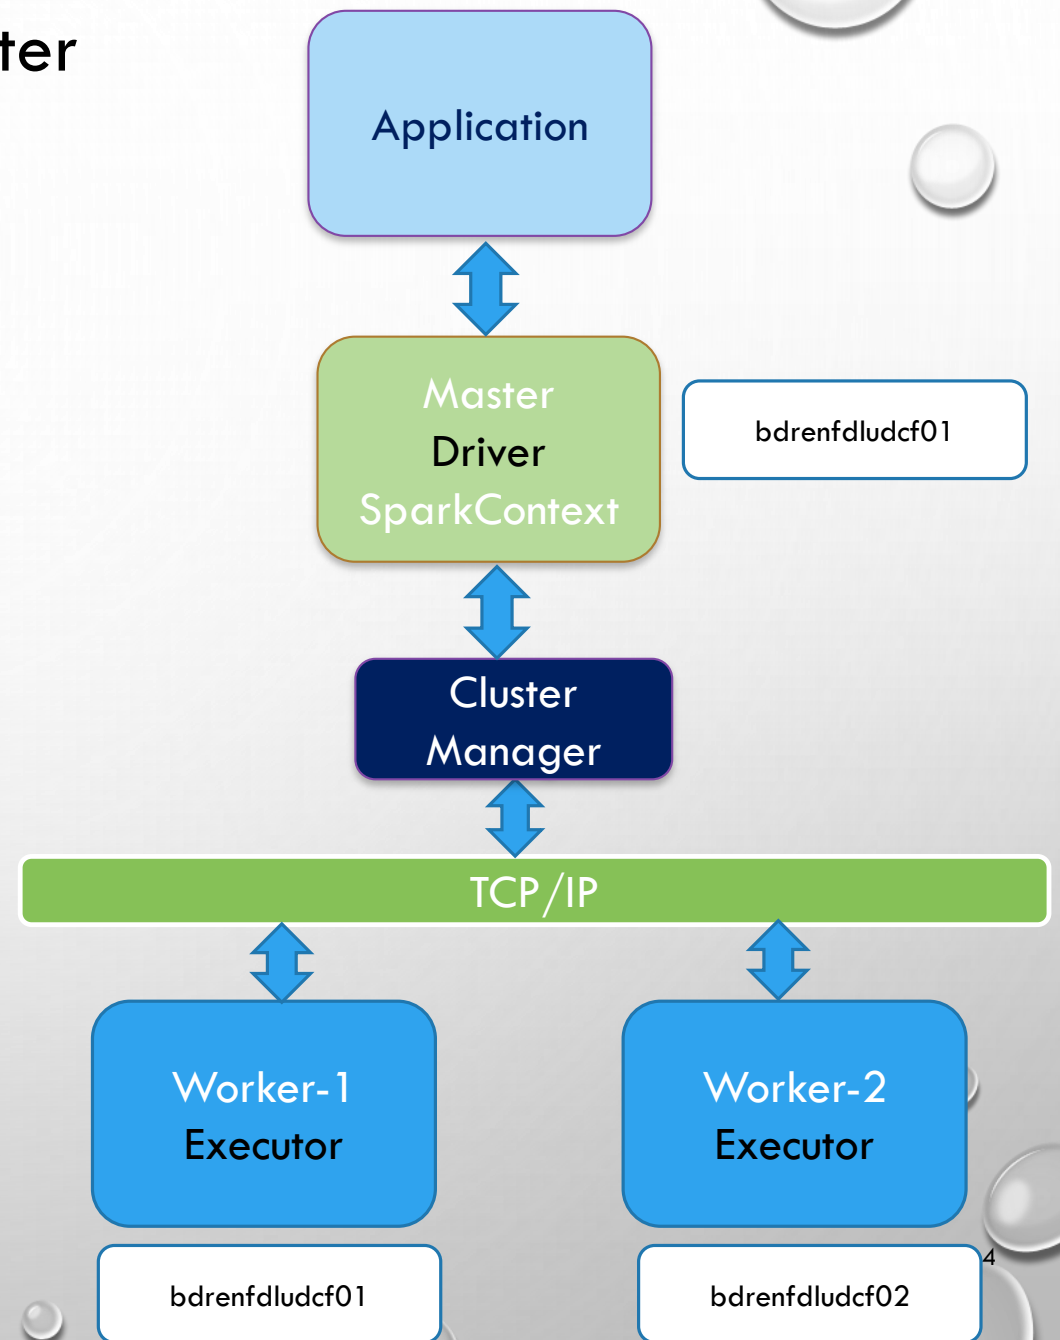 ter
Application
Master
Driver
SparkContext
bdrenfdludcf01
Cluster
Manager
TCP/IP
Worker-1
Executor
Worker-2
Executor
4
bdrenfdludcf01
bdrenfdludcf02